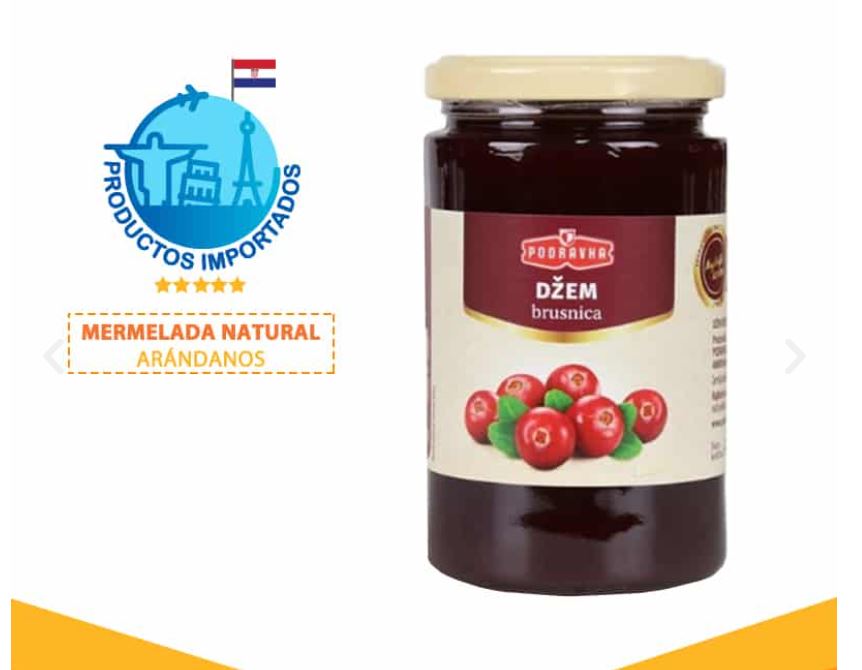 PRODUCTOS IMPORTADOS
MERMELADA NATURAL
ARÁNDANOS
PODRAVKA
DŽEM
brusnica